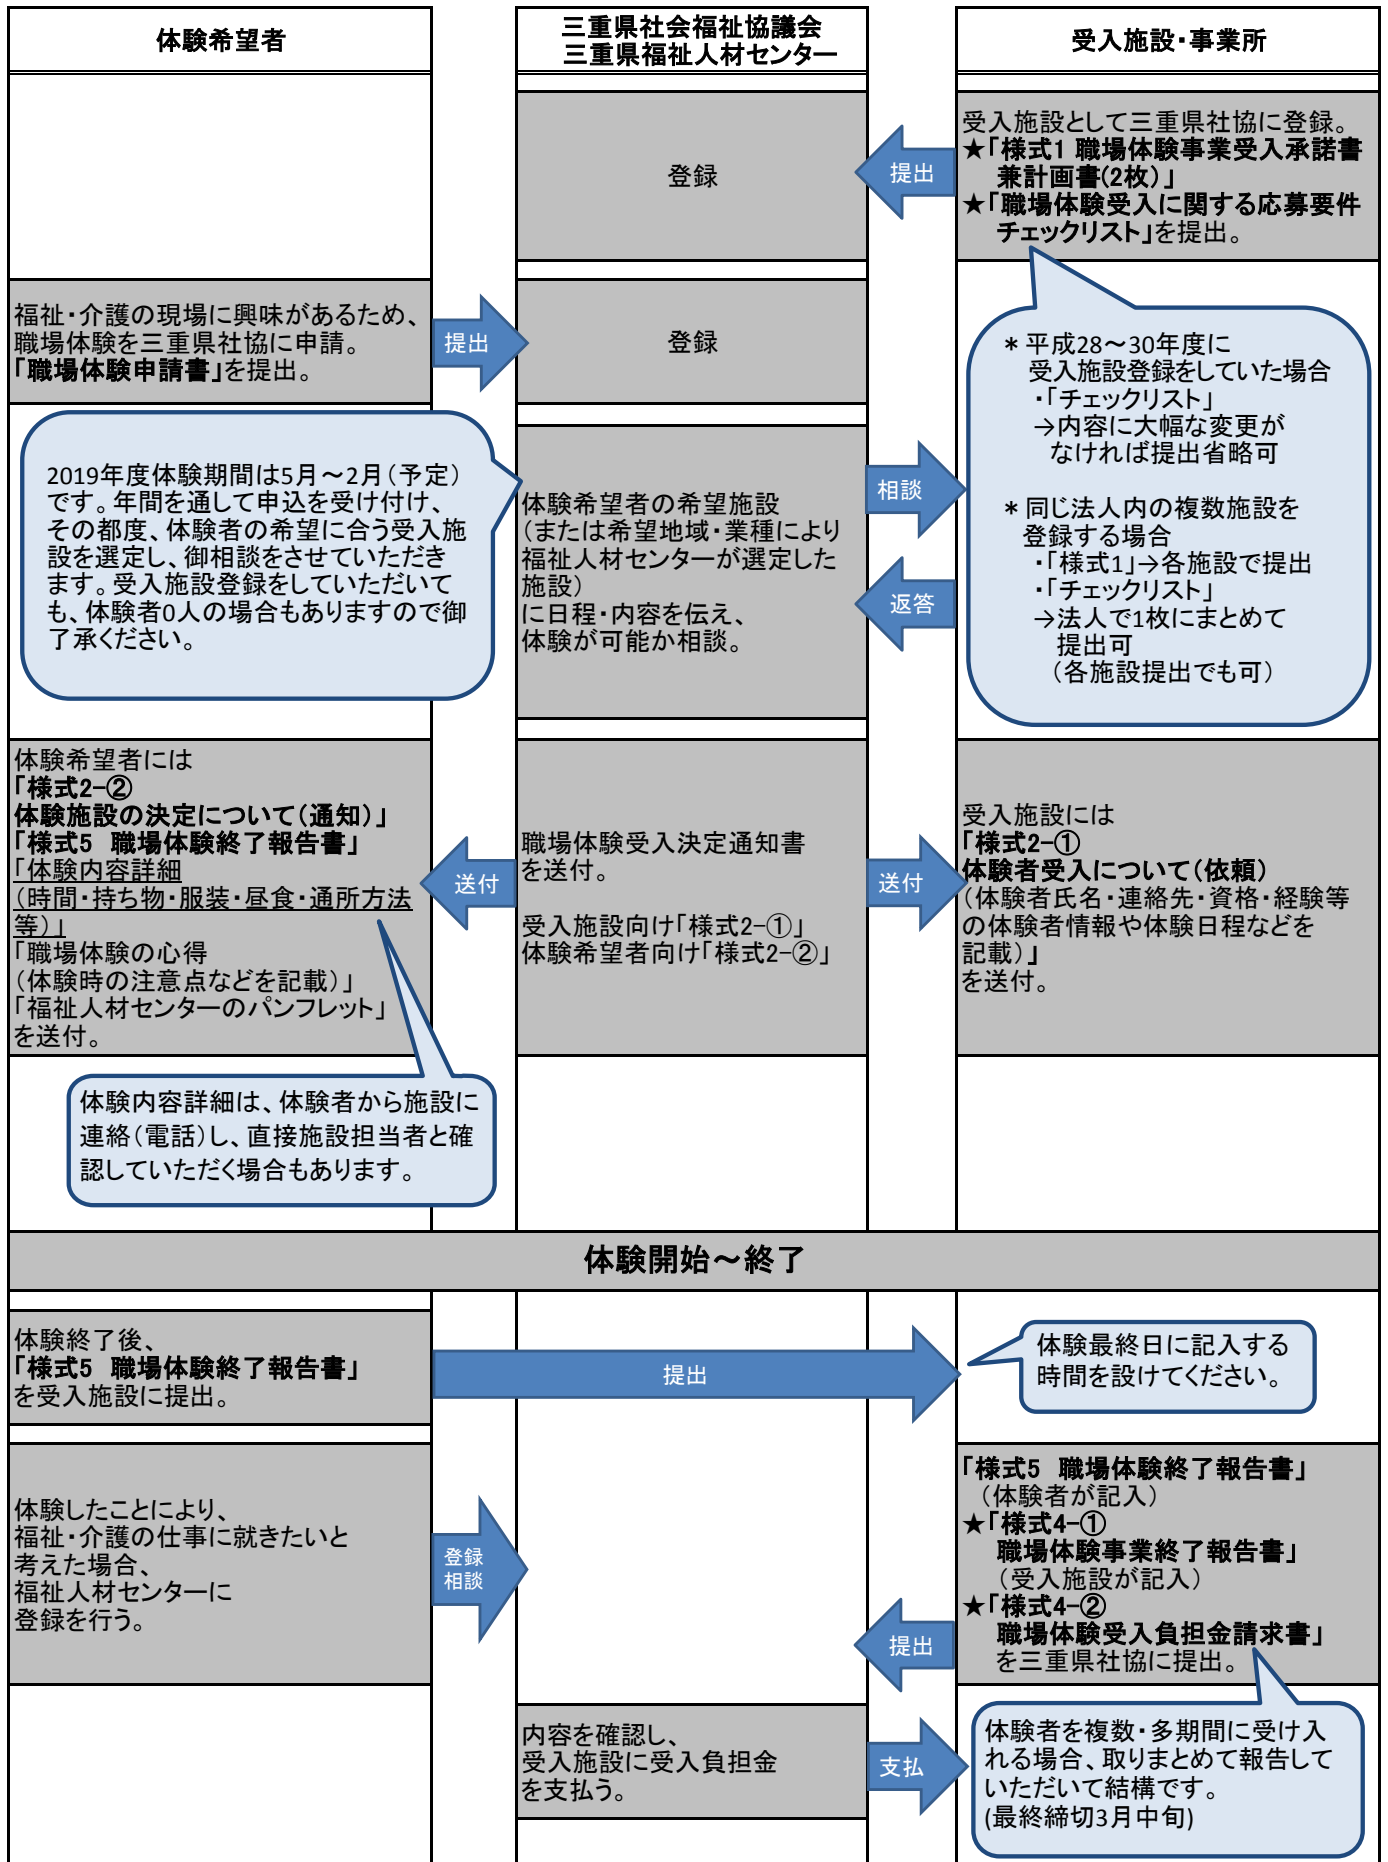 体験希望者
三重県社会福祉協議会
三重県福祉人材センター
受入施設・事業所
登録
提出
受入施設として三重県社協に登録。
★「様式1 職場体験事業受入承諾書
兼計画書(2枚)」
★「職場体験受入に関する応募要件
チェックリスト」を提出。
福祉・介護の現場に興味があるため、
職場体験を三重県社協に申請。
「職場体験申請書」を提出。
提出
登録
＊平成28～30年度に
受入施設登録をしていた場合
・「チェックリスト」
→内容に大幅な変更が
なければ提出省略可
＊同じ法人内の複数施設を
登録する場合
・「様式1」→各施設で提出
・「チェックリスト」
→法人で1枚にまとめて
提出可
（各施設提出でも可）
2019年度体験期間は5月～2月（予定）
です。年間を通して申込を受け付け、
その都度、体験者の希望に合う受入施
設を選定し、御相談をさせていただき
ます。受入施設登録をしていただいて
も、体験者0人の場合もありますので御
了承ください。
体験希望者の希望施設
（または希望地域・業種により
福祉人材センターが選定した
施設）
に日程・内容を伝え、
体験が可能か相談。
相談
返答
体験希望者には
「様式2-②
体験施設の決定について（通知）」
「様式5　職場体験終了報告書」
「体験内容詳細
（時間・持ち物・服装・昼食・通所方法
等）」
「職場体験の心得
（体験時の注意点などを記載）」
「福祉人材センターのパンフレット」
を送付。
送付
職場体験受入決定通知書
を送付。
受入施設向け「様式2-①」
体験希望者向け「様式2-②」
送付
受入施設には
「様式2-①
体験者受入について（依頼）
（体験者氏名・連絡先・資格・経験等
の体験者情報や体験日程などを
記載）」
を送付。
体験内容詳細は、体験者から施設に
連絡（電話）し、直接施設担当者と確
認していただく場合もあります。
体験開始～終了
体験終了後、
「様式5　職場体験終了報告書」
を受入施設に提出。
提出
体験最終日に記入する
時間を設けてください。
体験したことにより、
福祉・介護の仕事に就きたいと
考えた場合、
福祉人材センターに
登録を行う。
登録
相談
「様式5　職場体験終了報告書」
（体験者が記入）
★「様式4-①
職場体験事業終了報告書」
（受入施設が記入）
★「様式4-②
職場体験受入負担金請求書」
を三重県社協に提出。
提出
内容を確認し、
受入施設に受入負担金
を支払う。
支払
体験者を複数・多期間に受け入
れる場合、取りまとめて報告して
いただいて結構です。
(最終締切3月中旬)